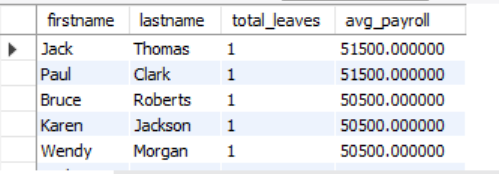 firstname lastname total_leaves avg_payroll
Jack Thomas 1 51500.000000
Paul Clark 1 51500.000000
Bruce Roberts 1 50500.000000
Karen Jackson 1 50500.000000
Wendy Morgan 1 50500.000000